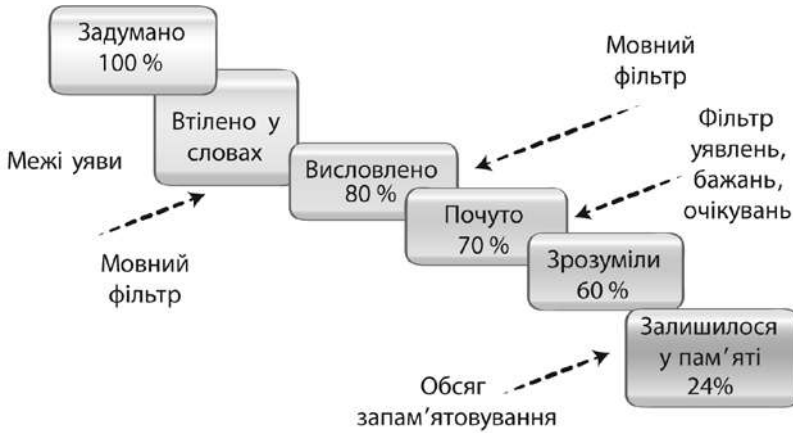 Задумано
100 %
Втілено у
словах
Межі уяви
Мовний
фільтр
Висловлено
80 %
Мовний
фільтр
Почуто
70 %
Фільтр
уявлень,
бажань,
очікувань
Зрозуміли
60 %
Залишилося
у пам’яті
24%
Обсяг
запам’ятовування